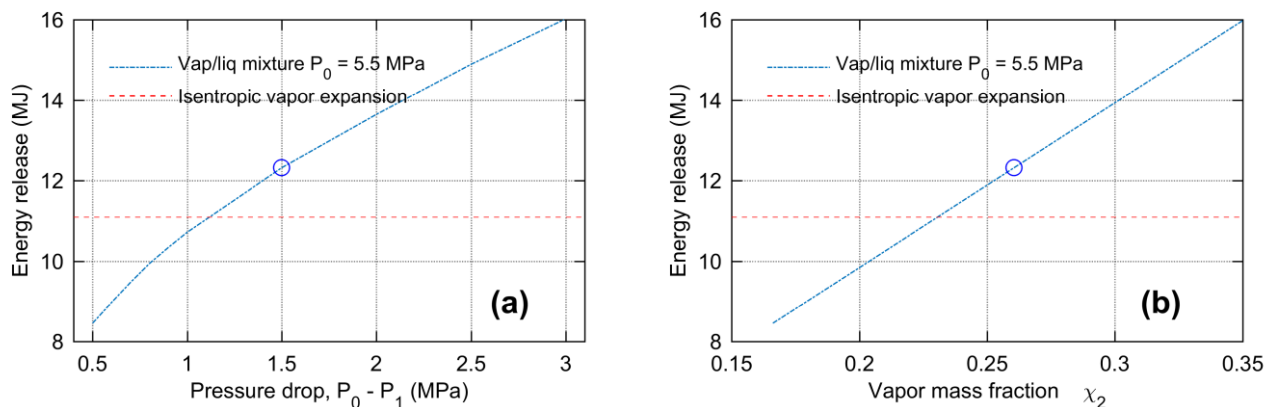 16
14
12
10
8
Energy release (MJ)
Vap/liq mixture P0 = 5.5 MPa
Isentropic vapor expansion
(a)
0.5 1 1.5 2 2.5 3
Pressure drop, P0 - P1 (MPa)
16
14
12
10
8
Energy release (MJ)
Vap/liq mixture P0 = 5.5 MPa
Isentropic vapor expansion
(b)
0.15 0.2 0.25 0.3 0.35
Vapor mass fraction χ2